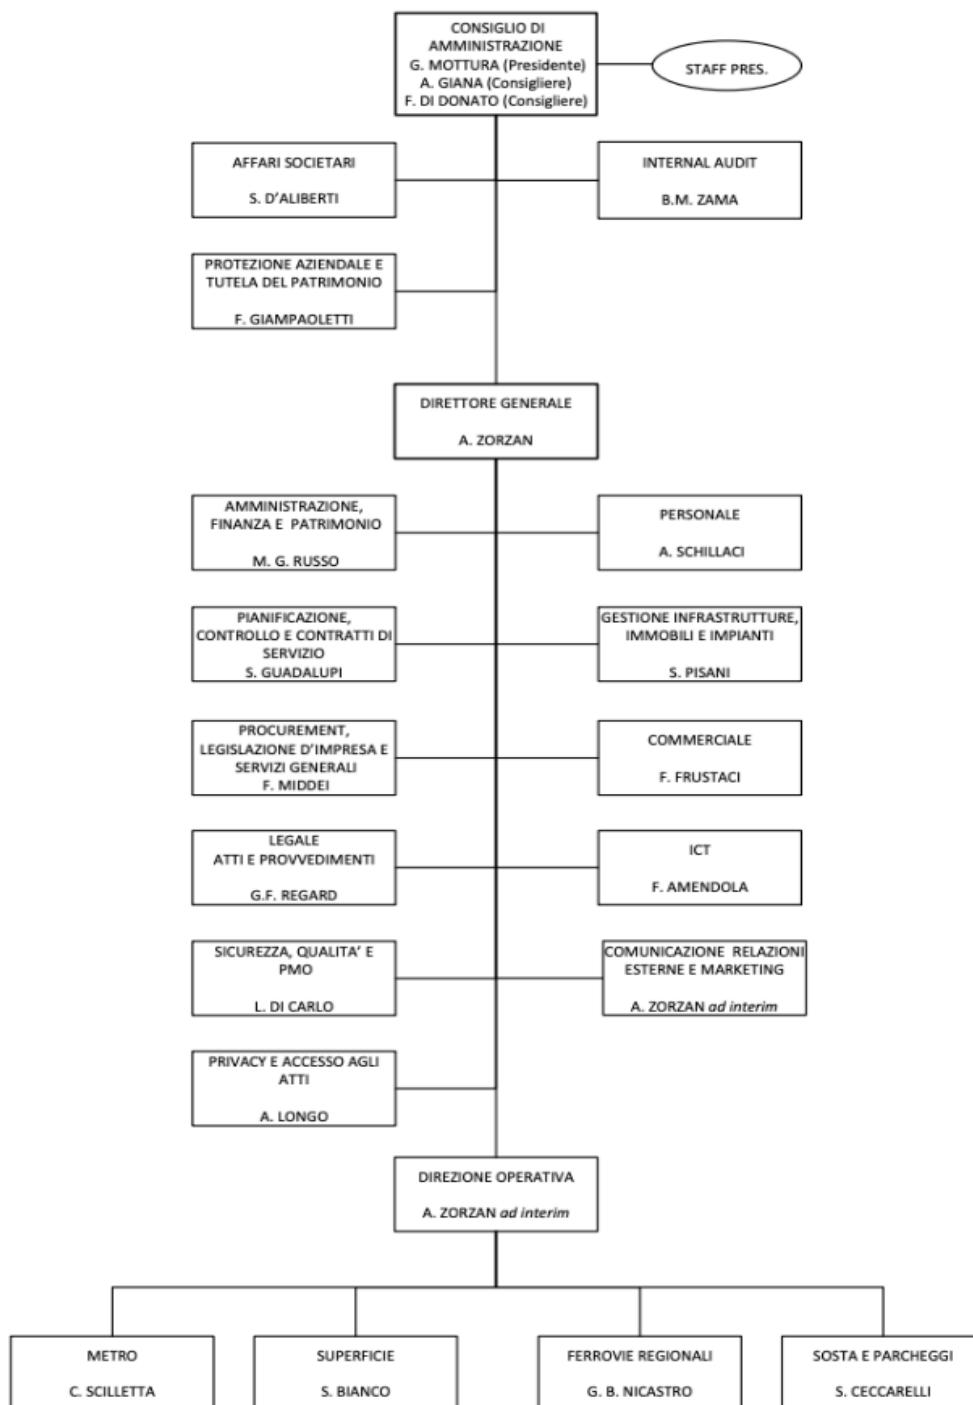 CONSIGLIO DI
AMMINISTRAZIONE
G. MOTTURA (Presidente)
A. GIANA (Consigliere)
F. DI DONATO (Consigliere)
STAFF PRES.
AFFARI SOCIETARI
S. D'ALIBERTI
INTERNAL AUDIT
B.M. ZAMA
PROTEZIONE AZIENDALE E
TUTELA DEL PATRIMONIO
F. GIAMPAOLETTI
DIRETTORE GENERALE
A. ZORZAN
AMMINISTRAZIONE,
FINANZA E PATRIMONIO
M. G. RUSSO
PERSONALE
A. SCHILLACI
PIANIFICAZIONE,
CONTROLLO E CONTRATTI DI
SERVIZIO
S. GUADALUPI
GESTIONE INFRASTRUTTURE,
IMMOBILI E IMPIANTI
S. PISANI
PROCUREMENT,
LEGISLAZIONE D'IMPRESA E
SERVIZI GENERALI
F. MIDDEI
COMMERCIALE
F. FRUSTACI
LEGALE
ATTI E PROVVEDIMENTI
G.F. REGARD
ICT
F. AMENDOLA
SICUREZZA, QUALITA' E
PMO
L. DI CARLO
COMUNICAZIONE RELAZIONI
ESTERNE E MARKETING
A. ZORZAN ad interim
PRIVACY E ACCESSO AGLI
ATTI
A. LONGO
DIREZIONE OPERATIVA
A. ZORZAN ad interim
METRO
C. SCILLETTA
SUPERFICIE
S. BIANCO
FERROVIE REGIONALI
G. B. NICASTRO
SOSTA E PARCHEGGI
S. CECCARELLI